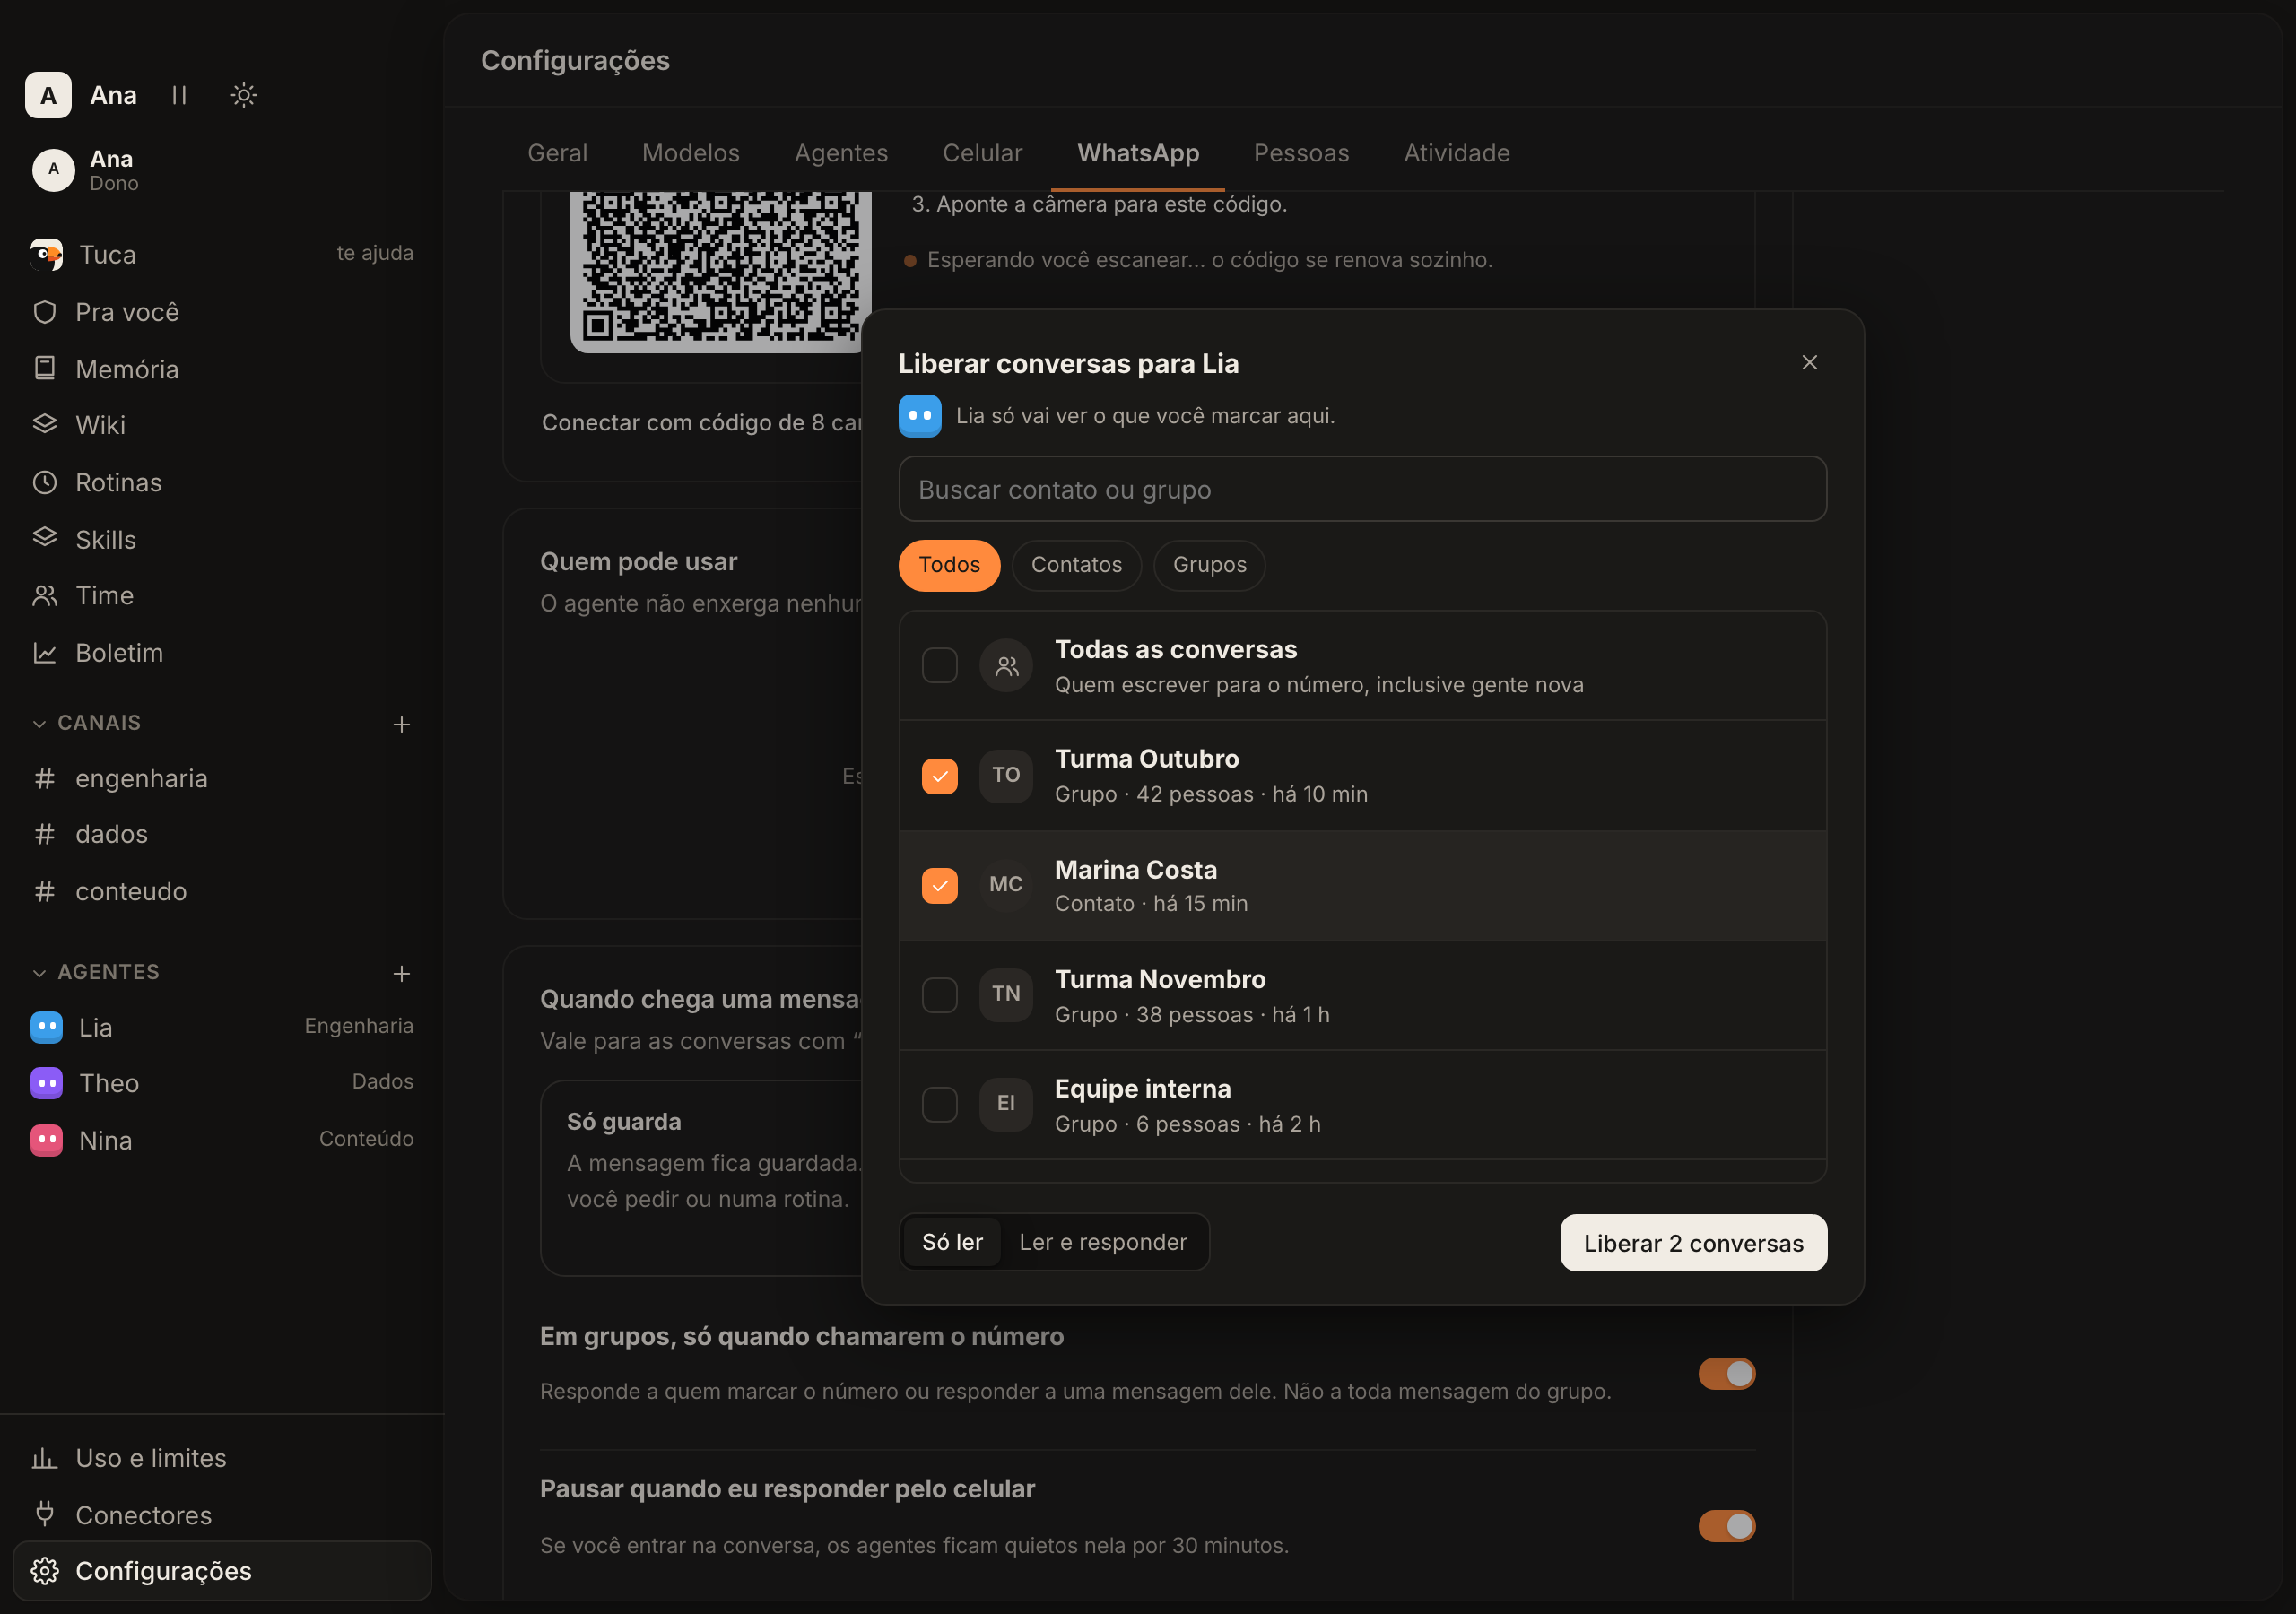 A
Ana
A
Ana
Dono
Tuca
te ajuda
Pra você
Memória
Wiki
Rotinas
Skills
Time
Boletim
CANAIS
engenharia
dados
conteudo
AGENTES
Lia
Engenharia
Theo
Dados
Nina
Conteúdo
Uso e limites
Conectores
Configurações
Configurações
Geral
Modelos
Agentes
Celular
WhatsApp
Pessoas
Atividade
3. Aponte a câmera para este código.
Esperando você escanear... o código se renova sozinho.
Conectar com código de 8
Quem pode usar
O agente não enxerga
Quando chega uma
Vale para as conversas com “
Só guarda
A mensagem fica guardada.
você pedir ou numa rotina.
Em grupos, só quando chamarem o número
Responde a quem marcar o número ou responder a uma mensagem dele. Não a toda mensagem do grupo.
Pausar quando eu responder pelo celular
Se você entrar na conversa, os agentes ficam quietos nela por 30 minutos.
Liberar conversas para Lia
Lia só vai ver o que você marcar aqui.
Buscar contato ou grupo
Todos
Contatos
Grupos
Todas as conversas
Quem escrever para o número, inclusive gente nova
TO
Turma Outubro
Grupo · 42 pessoas · há 10 min
MC
Marina Costa
Contato · há 15 min
TN
Turma Novembro
Grupo · 38 pessoas · há 1 h
EI
Equipe interna
Grupo · 6 pessoas · há 2 h
Só ler
Ler e responder
Liberar 2 conversas